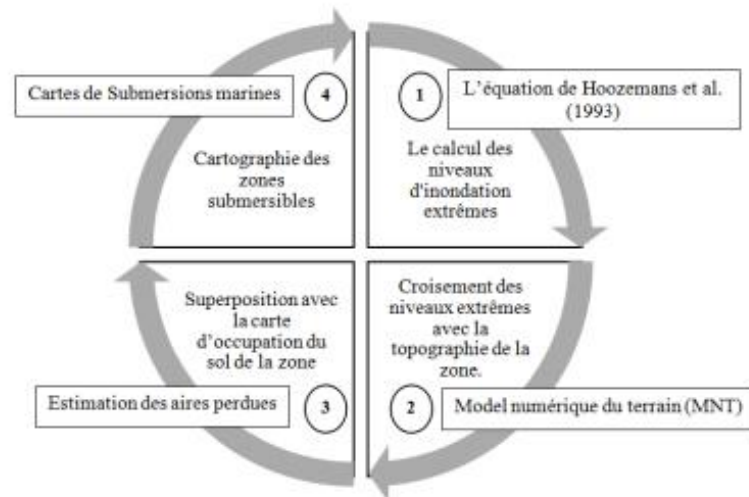 1
L'équation de Hoozemans et al.
(1993)
Le calcul des
niveaux
d'inondation
extrêmes
Croisement des
niveaux extrêmes
avec la
topographie de la
zone.
2
Model numérique du terrain (MNT)
Superposition avec
la carte
d'occupation du
sol de la zone
Estimation des aires perdues
3
Cartes de Submersions marines
4
Cartographie des
zones
submersibles